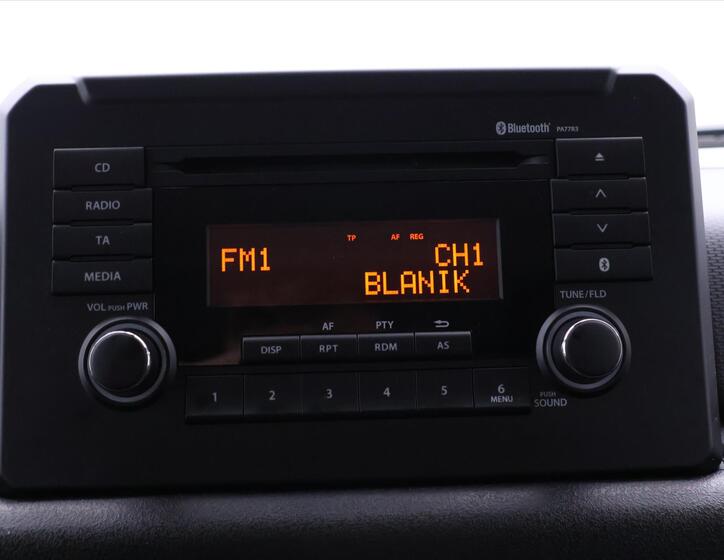 Bluetooth PA77R3
CD
RADIO
TA
MEDIA
TP AF REG
FM1 CH1
BLANIK
VOL PUSH PWR
TUNE/FLD
AF PTY
DISP RPT RDM AS
1 2 3 4 5 6
MENU
PUSH
SOUND